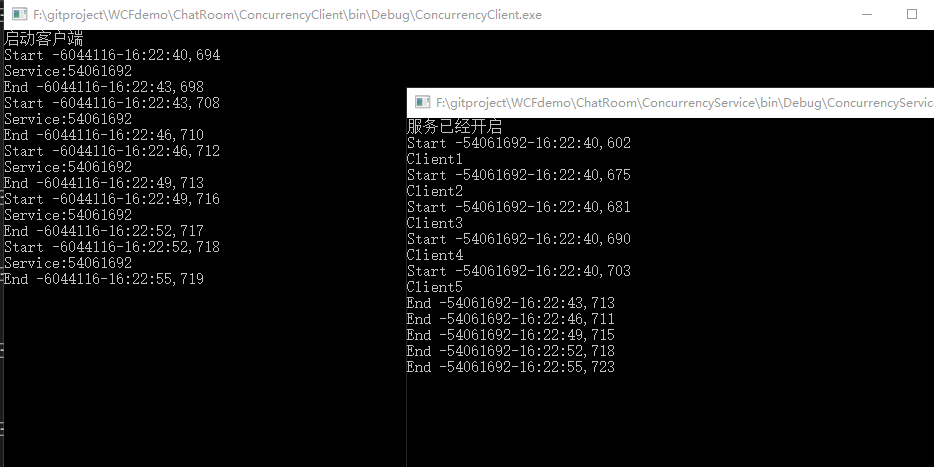 F:\gitproject\WCFdemo\ChatRoom\ConcurrencyClient\bin\Debug\ConcurrencyClient.exe
启动客户端
Start -6044116-16:22:40,694
Service:54061692
End -6044116-16:22:43,698
Start -6044116-16:22:43,708
Service:54061692
End -6044116-16:22:46,710
Start -6044116-16:22:46,712
Service:54061692
End -6044116-16:22:49,713
Start -6044116-16:22:49,716
Service:54061692
End -6044116-16:22:52,717
Start -6044116-16:22:52,718
Service:54061692
End -6044116-16:22:55,719
F:\gitproject\WCFdemo\ChatRoom\ConcurrencyService\bin\Debug\ConcurrencyServic
服务已经开启
Start -54061692-16:22:40,602
Client1
Start -54061692-16:22:40,675
Client2
Start -54061692-16:22:40,681
Client3
Start -54061692-16:22:40,690
Client4
Start -54061692-16:22:40,703
Client5
End -54061692-16:22:43,713
End -54061692-16:22:46,711
End -54061692-16:22:49,715
End -54061692-16:22:52,718
End -54061692-16:22:55,723